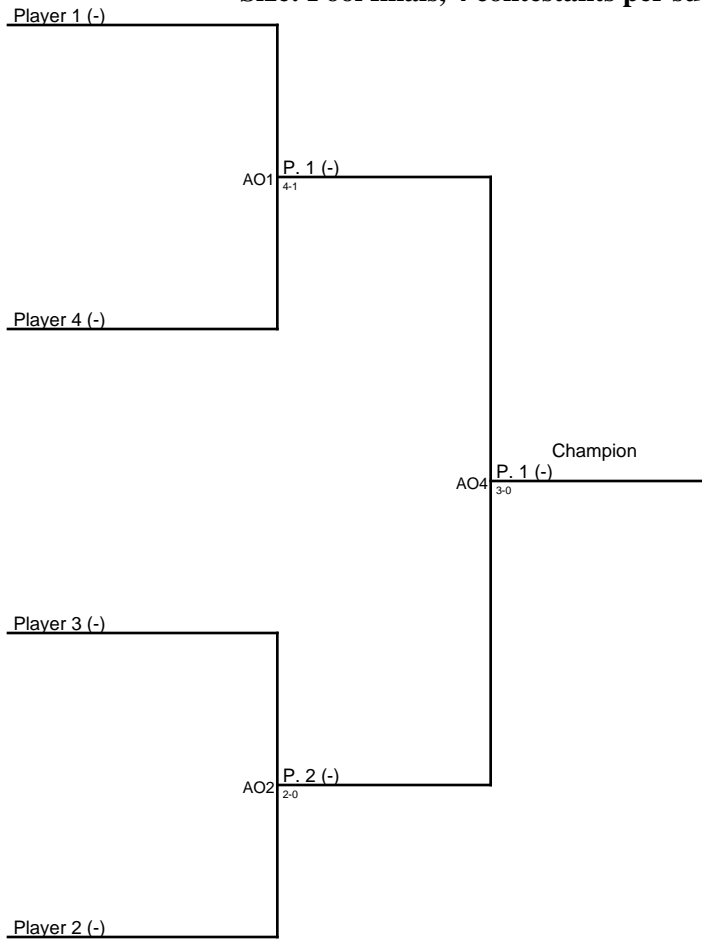 Player 1 (-)
AO1
P. 1 (-)
4-1
Player 4 (-)
Champion
AO4
P. 1 (-)
3-0
Player 3 (-)
AO2
P. 2 (-)
2-0
Player 2 (-)